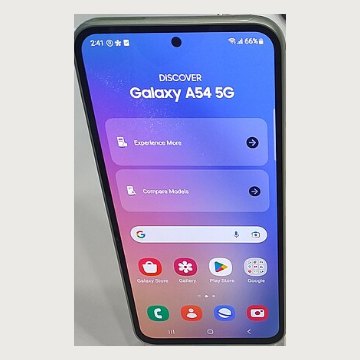 2:41 66%
DISCOVER
Galaxy A54 5G
Experience More
Compare Models
Galaxy Store Gallery Play Store Google